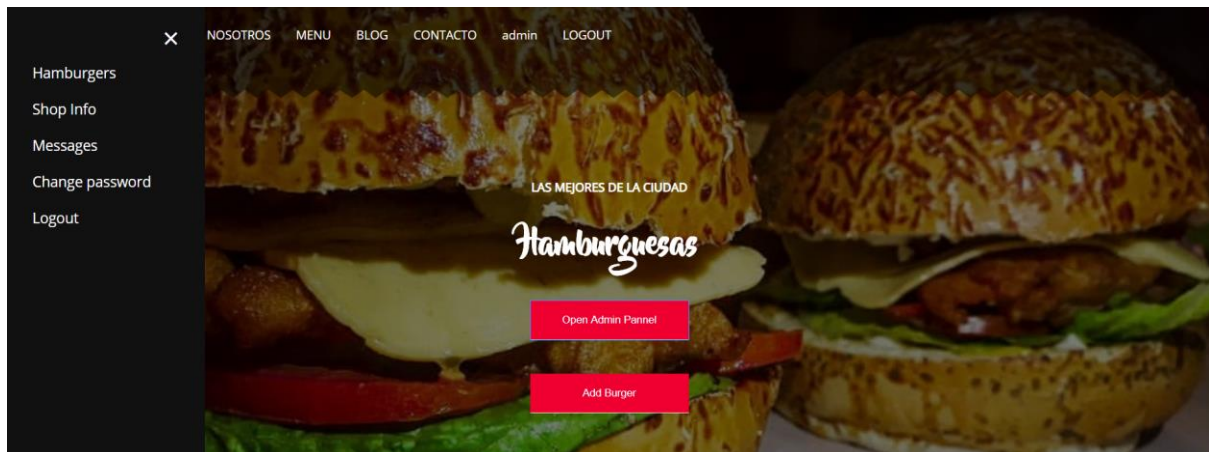 ×
NOSOTROS MENU BLOG CONTACTO admin LOGOUT
Hamburgers
Shop Info
Messages
Change password
Logout
LAS MEJORES DE LA CIUDAD
Hamburguesas
Open Admin Pannel
Add Burger